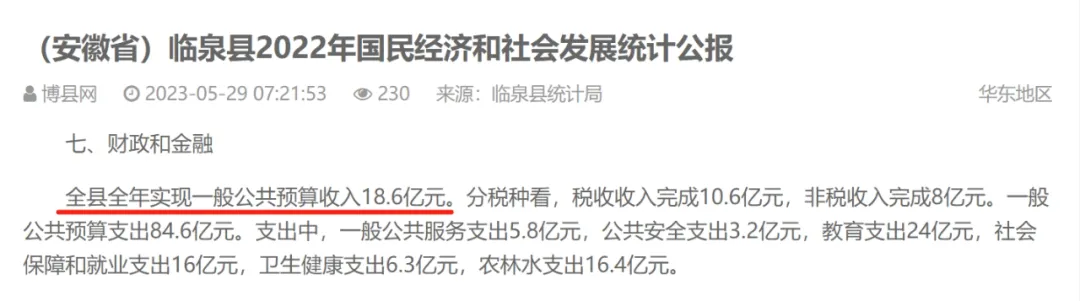 （安徽省）临泉县2022年国民经济和社会发展统计公报
博县网 2023-05-29 07:21:53 230 来源：临泉县统计局 华东地区
七、财政和金融
全县全年实现一般公共预算收入18.6亿元。分税种看，税收收入完成10.6亿元，非税收入完成8亿元。一般
公共预算支出84.6亿元。支出中，一般公共服务支出5.8亿元，公共安全支出3.2亿元，教育支出24亿元，社会
保障和就业支出16亿元，卫生健康支出6.3亿元，农林水支出16.4亿元。